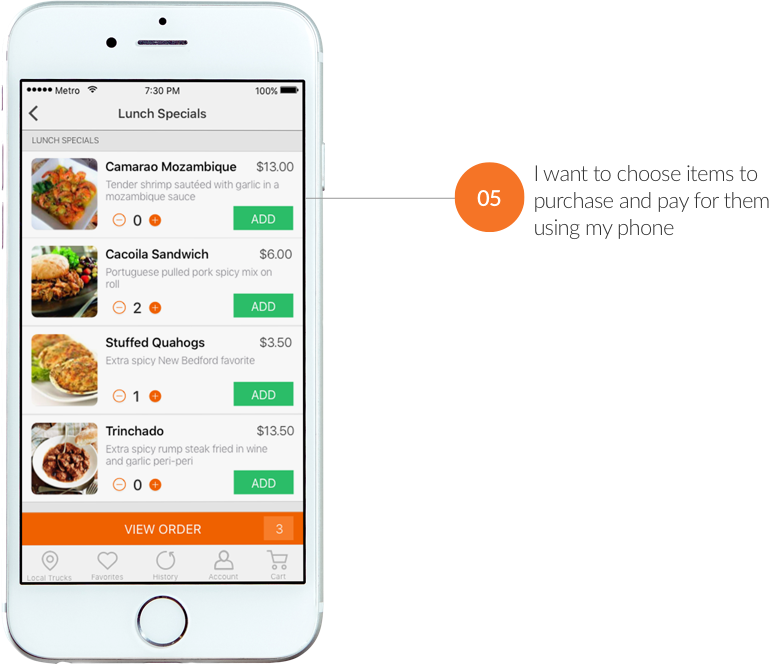 Metro 7:30 PM 100%
Lunch Specials
LUNCH SPECIALS
Camarao Mozambique $13.00
Tender shrimp sautéed with garlic in a
mozambique sauce
0 ADD
Cacoila Sandwich $6.00
Portuguese pulled pork spicy mix on
roll
2 ADD
Stuffed Quahogs $3.50
Extra spicy New Bedford favorite
1 ADD
Trinchado $13.50
Extra spicy rump steak fried in wine
and garlic peri-peri
0 ADD
VIEW ORDER 3
Local Trucks Favorites History Account Cart
05
I want to choose items to
purchase and pay for them
using my phone